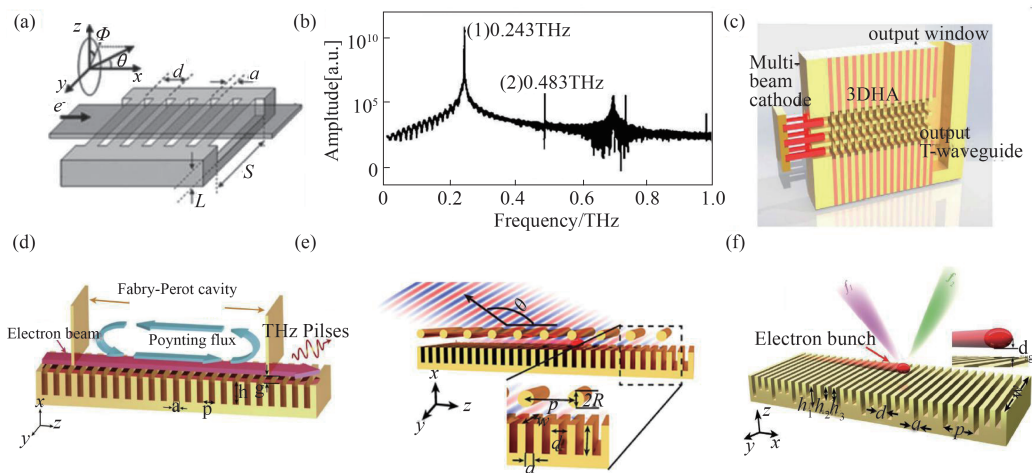 (a)
z
Φ
θ
y
x
d
a
e⁻
S
L
(b)
Amplitude[a.u.]
10¹⁰
10⁵
0
(1)0.243THz
(2)0.483THz
0
0.2
0.4
0.6
0.8
1.0
Frequency/THz
(c)
output window
Multi-
beam
cathode
3DHA
output
T-waveguide
(d)
Fabry-Perot cavity
Electron beam
Poynting flux
THz Pilses
h
g
a
p
x
y
z
(e)
θ
x
y
z
p
2R
w
d
(f)
f₁
f₂
Electron bunch
d
h₁
h₂
h₃
d
a
p
w
z
y
x